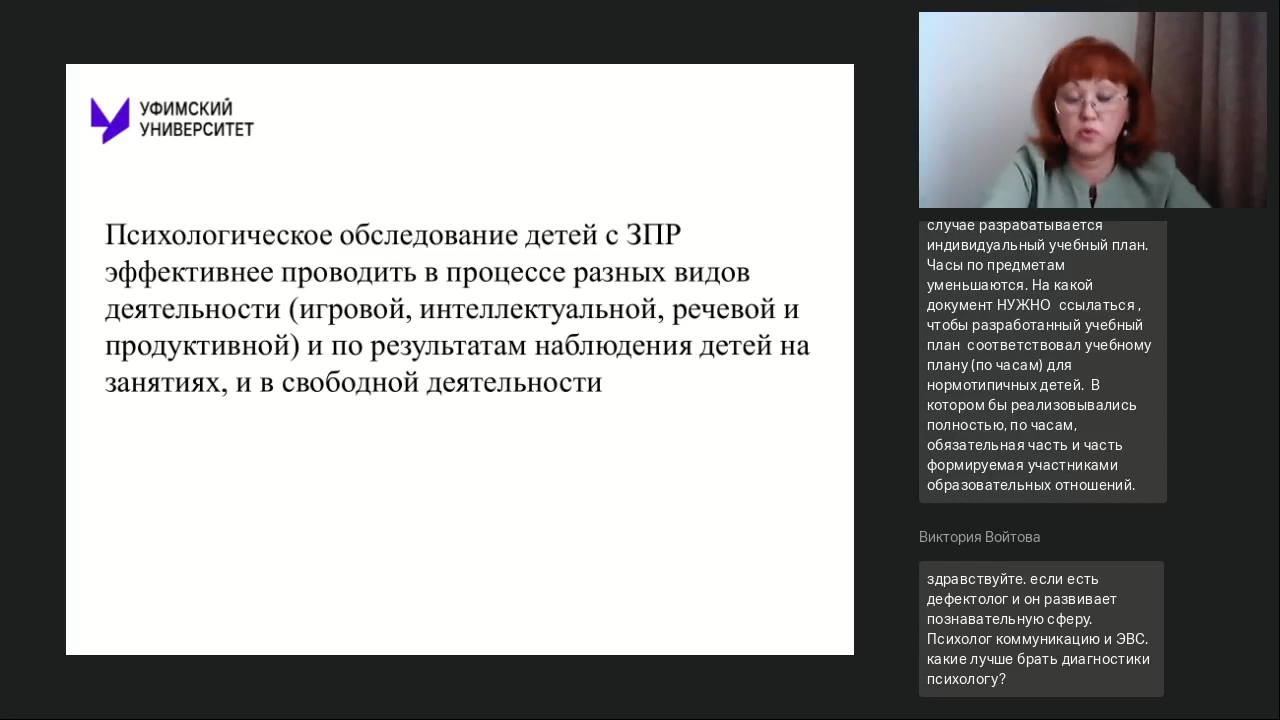 УФИМСКИЙ
УНИВЕРСИТЕТ
Психологическое обследование детей с ЗПР
эффективнее проводить в процессе разных видов
деятельности (игровой, интеллектуальной, речевой и
продуктивной) и по результатам наблюдения детей на
занятиях, и в свободной деятельности
случае разрабатывается
индивидуальный учебный план.
Часы по предметам
уменьшаются. На какой
документ НУЖНО  ссылаться ,
чтобы разработанный учебный
план  соответствовал учебному
плану (по часам) для
нормотипичных детей.  В
котором бы реализовывались
полностью, по часам,
обязательная часть и часть
формируемая участниками
образовательных отношений.
Виктория Войтова
здравствуйте. если есть
дефектолог и он развивает
познавательную сферу.
Психолог коммуникацию и ЭВС.
какие лучше брать диагностики
психологу?